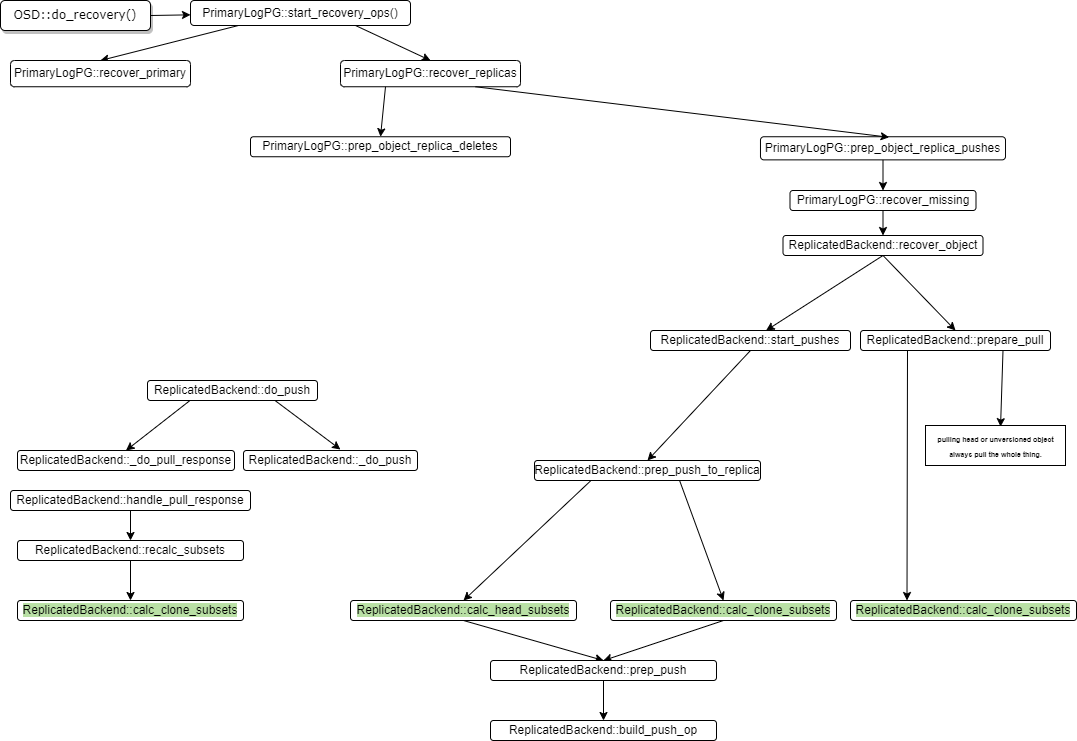 OSD::do_recovery()
PrimaryLogPG::start_recovery_ops()
PrimaryLogPG::recover_primary
PrimaryLogPG::recover_replicas
PrimaryLogPG::prep_object_replica_deletes
PrimaryLogPG::prep_object_replica_pushes
PrimaryLogPG::recover_missing
ReplicatedBackend::recover_object
ReplicatedBackend::start_pushes
ReplicatedBackend::prepare_pull
ReplicatedBackend::do_push
pulling head or unversioned object
always pull the whole thing.
ReplicatedBackend::_do_pull_response
ReplicatedBackend::_do_push
ReplicatedBackend::prep_push_to_replica
ReplicatedBackend::handle_pull_response
ReplicatedBackend::recalc_subsets
ReplicatedBackend::calc_clone_subsets
ReplicatedBackend::calc_head_subsets
ReplicatedBackend::calc_clone_subsets
ReplicatedBackend::calc_clone_subsets
ReplicatedBackend::prep_push
ReplicatedBackend::build_push_op